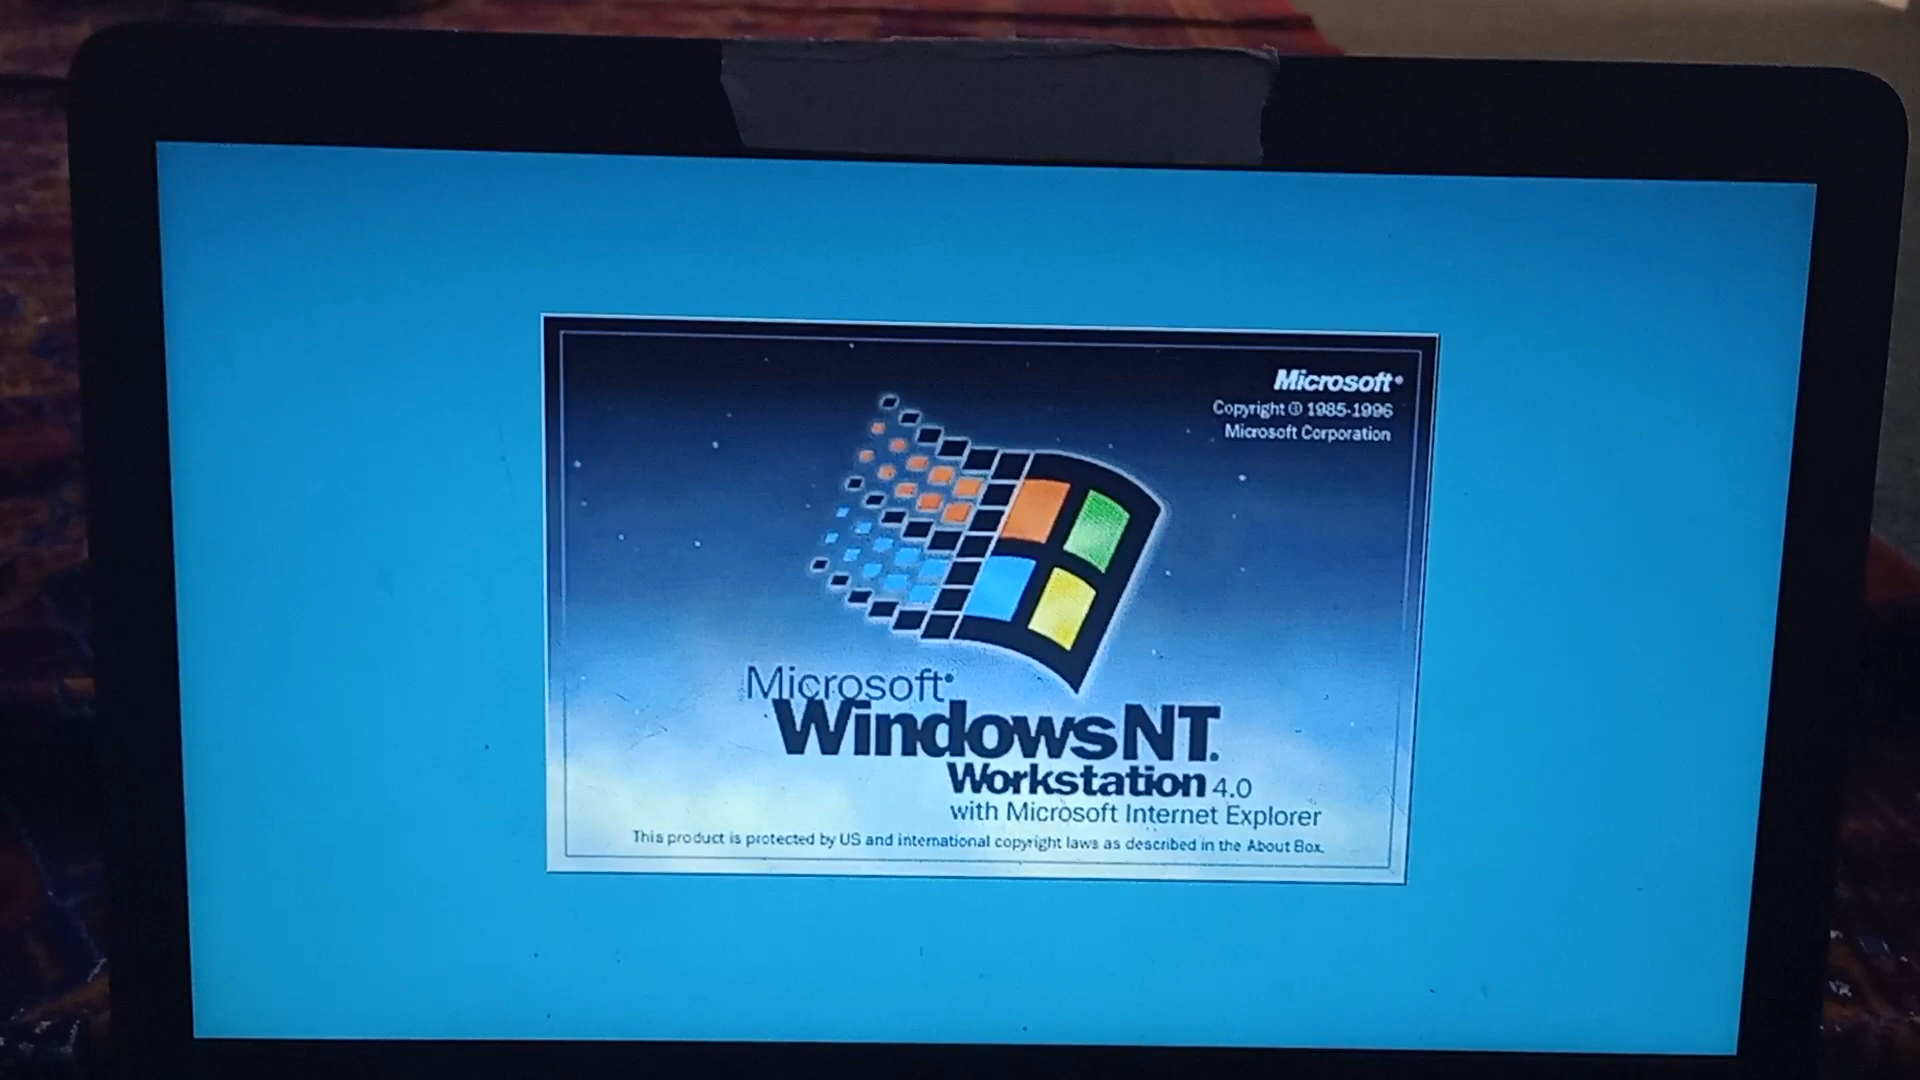 Microsoft®
Copyright © 1985-1996
Microsoft Corporation
Microsoft®
Windows NT®
Workstation 4.0
with Microsoft Internet Explorer
This product is protected by US and international copyright laws as described in the About Box.